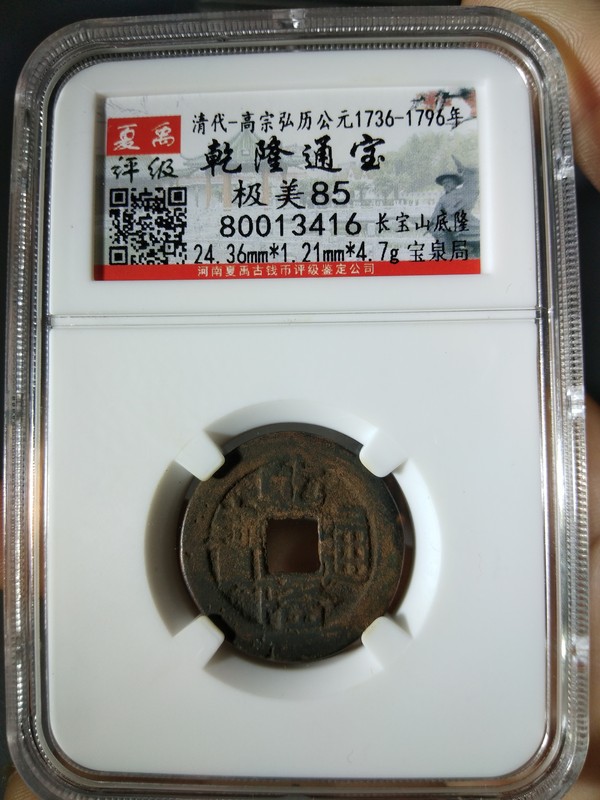 夏禹
评级
清代-高宗弘历公元1736-1796年
乾隆通宝
极美85
80013416 长宝山底隆
24.36mm*1.21mm*4.7g 宝泉局
河南夏禹古钱币评级鉴定公司